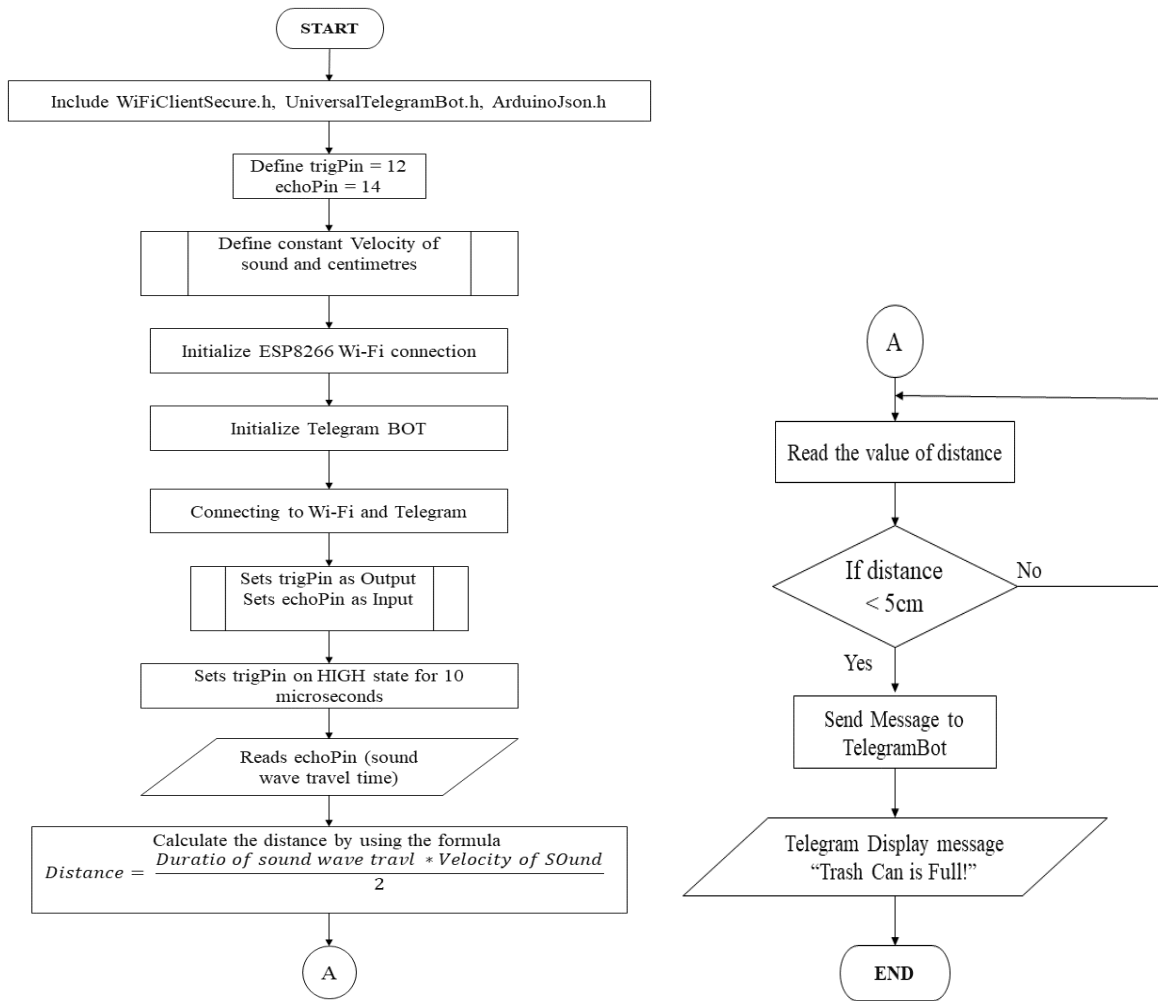 START
Include WiFiClientSecure.h, UniversalTelegramBot.h, ArduinoJson.h
Define trigPin = 12
echoPin = 14
Define constant Velocity of
sound and centimetres
Initialize ESP8266 Wi-Fi connection
Initialize Telegram BOT
Connecting to Wi-Fi and Telegram
Sets trigPin as Output
Sets echoPin as Input
Sets trigPin on HIGH state for 10
microseconds
Reads echoPin (sound
wave travel time)
Calculate the distance by using the formula
Distance = Duratio of sound wave travl * Velocity of SOund
2
A
A
Read the value of distance
If distance
< 5cm
No
Yes
Send Message to
TelegramBot
Telegram Display message
“Trash Can is Full!”
END